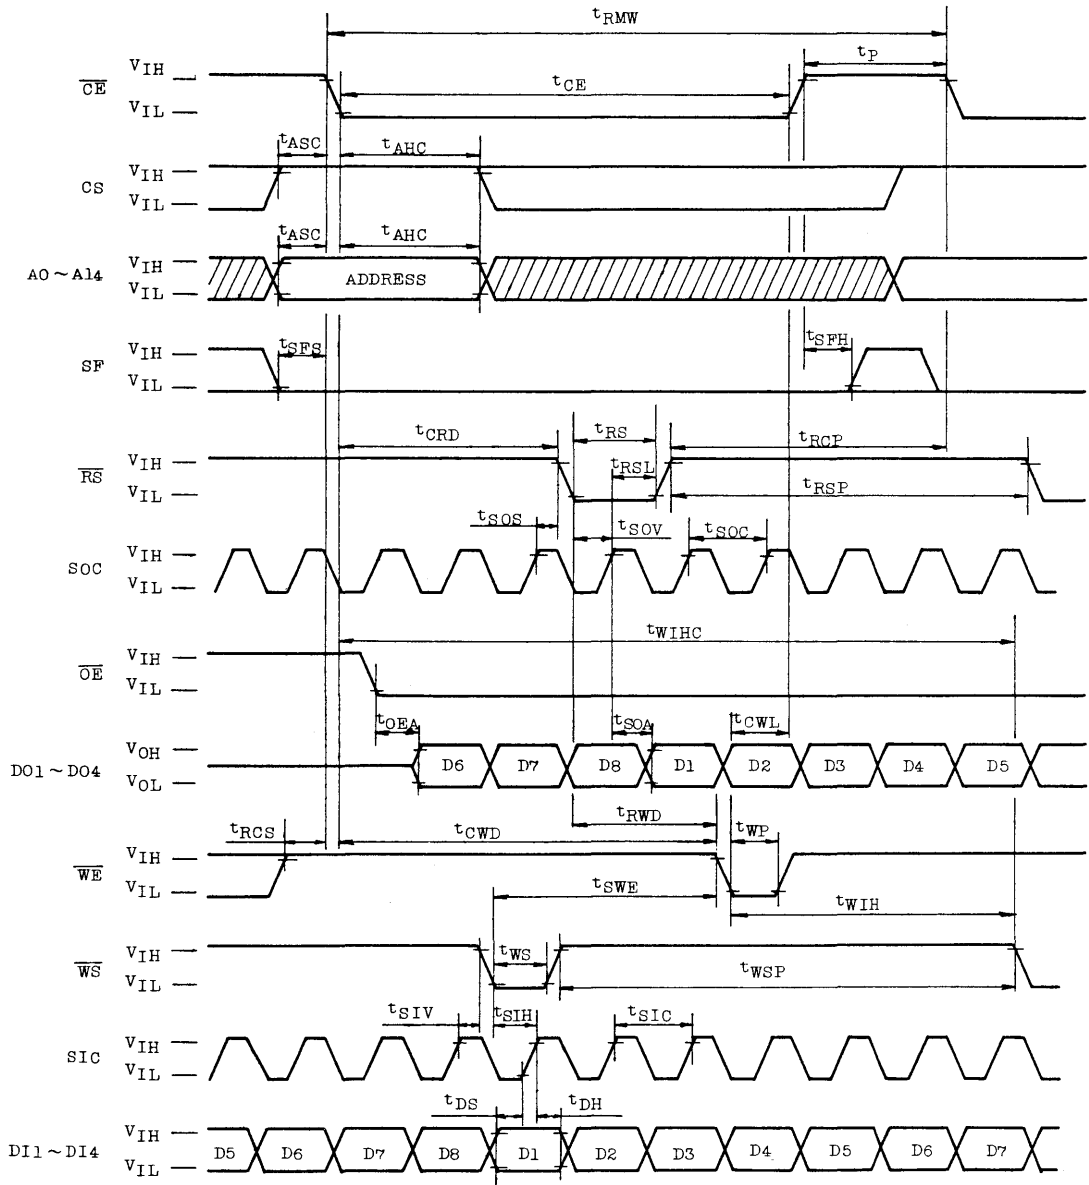 tRMW
VIH
tP
CE
tCE
VIL
tASC
tAHC
VIH
CS
VIL
tASC
tAHC
VIH
A0~A14
ADDRESS
VIL
VIH
tSFS
tSFH
SF
VIL
tCRD
tRS
tRCP
VIH
RS
tRSL
VIL
tRSP
tSOS
tSOV
tSOC
VIH
SOC
VIL
tWIHC
VIH
OE
VIL
tOEA
tSOA
tCWL
VOH
DO1~DO4
D6 D7 D8 D1 D2 D3 D4 D5
VOL
tRWD
tRCS
tCWD
tWP
VIH
WE
VIL
tSWE
tWIH
VIH
WS
tWS
tWSP
VIL
tSIV
tSIH
tSIC
VIH
SIC
VIL
tDS
tDH
VIH
DI1~DI4
D5 D6 D7 D8 D1 D2 D3 D4 D5 D6 D7
VIL